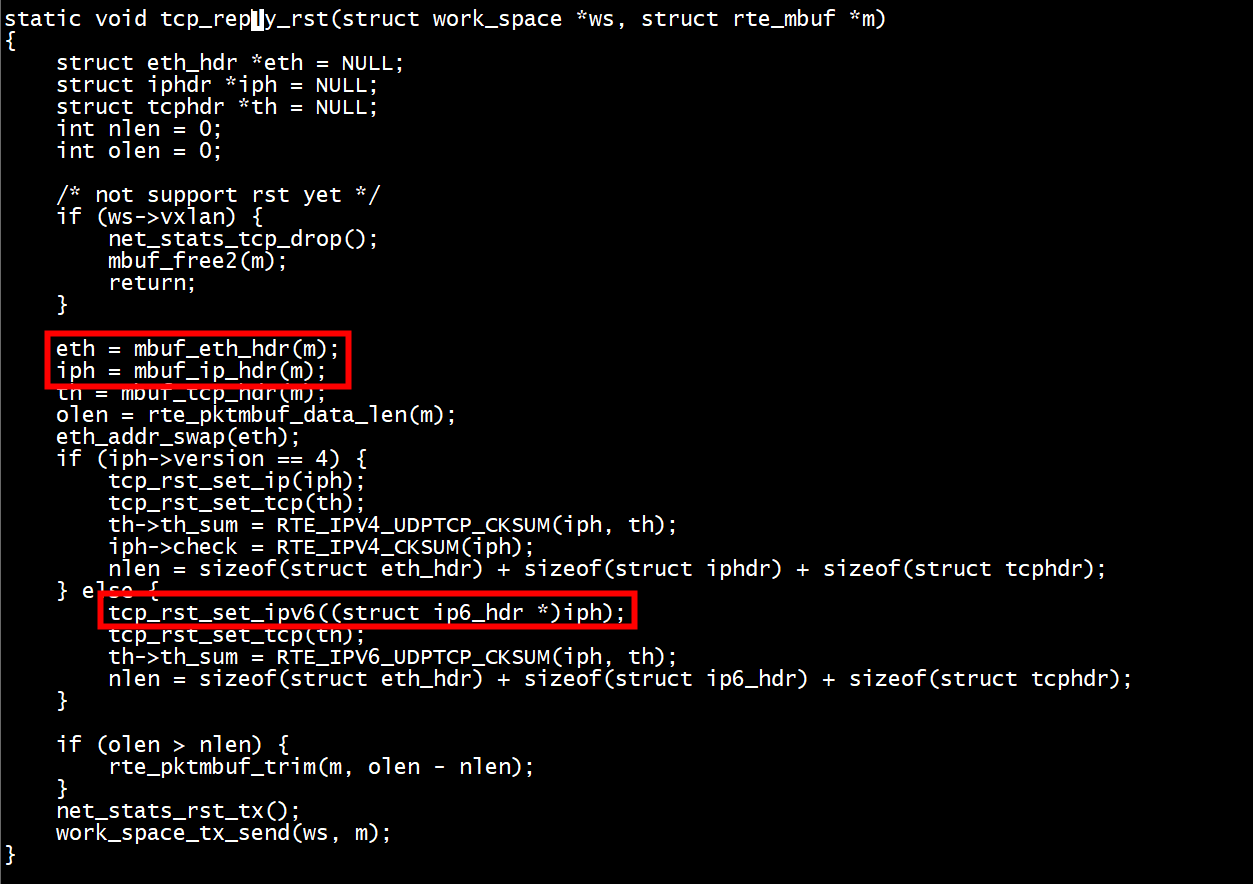 static void tcp_reply_rst(struct work_space *ws, struct rte_mbuf *m)
{
    struct eth_hdr *eth = NULL;
    struct iphdr *iph = NULL;
    struct tcphdr *th = NULL;
    int nlen = 0;
    int olen = 0;

    /* not support rst yet */
    if (ws->vxlan) {
        net_stats_tcp_drop();
        mbuf_free2(m);
        return;
    }

    eth = mbuf_eth_hdr(m);
    iph = mbuf_ip_hdr(m);
    th = mbuf_tcp_hdr(m);
    olen = rte_pktmbuf_data_len(m);
    eth_addr_swap(eth);
    if (iph->version == 4) {
        tcp_rst_set_ip(iph);
        tcp_rst_set_tcp(th);
        th->th_sum = RTE_IPV4_UDPTCP_CKSUM(iph, th);
        iph->check = RTE_IPV4_CKSUM(iph);
        nlen = sizeof(struct eth_hdr) + sizeof(struct iphdr) + sizeof(struct tcphdr);
    } else {
        tcp_rst_set_ipv6((struct ip6_hdr *)iph);
        tcp_rst_set_tcp(th);
        th->th_sum = RTE_IPV6_UDPTCP_CKSUM(iph, th);
        nlen = sizeof(struct eth_hdr) + sizeof(struct ip6_hdr) + sizeof(struct tcphdr);
    }

    if (olen > nlen) {
        rte_pktmbuf_trim(m, olen - nlen);
    }
    net_stats_rst_tx();
    work_space_tx_send(ws, m);
}